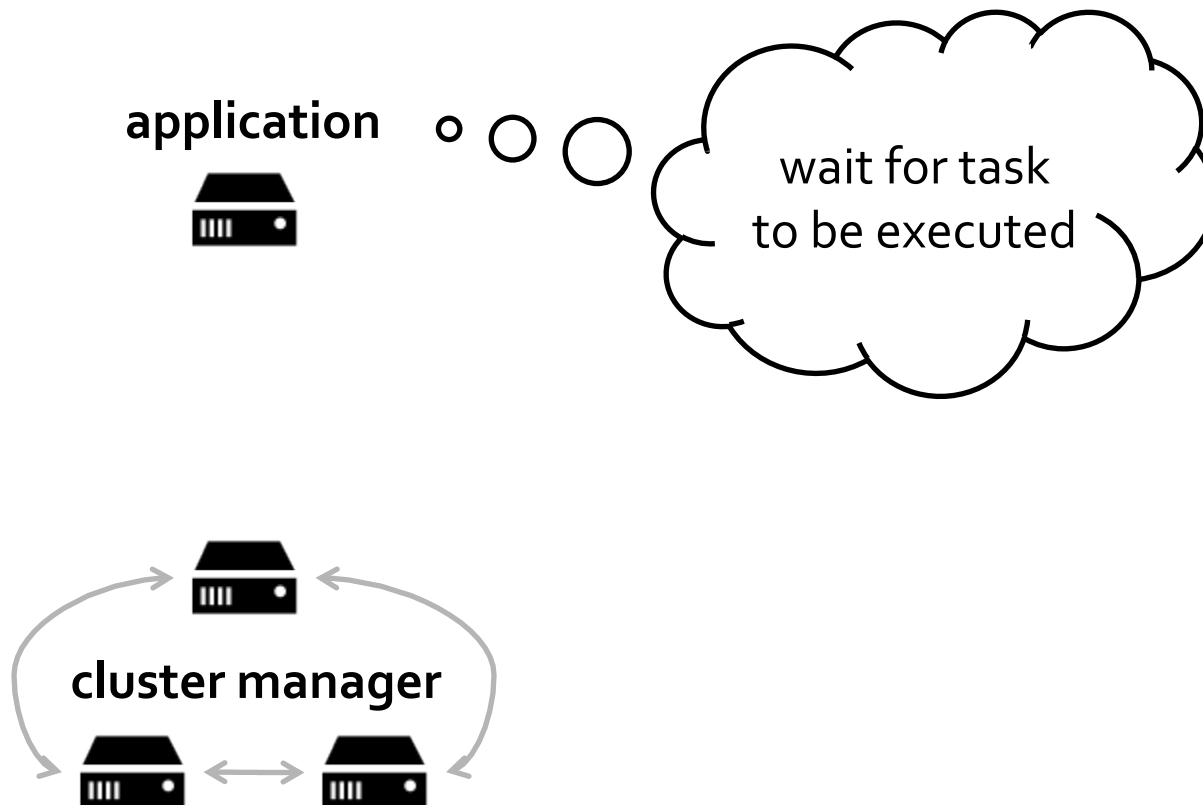 application
wait for task
to be executed
cluster manager